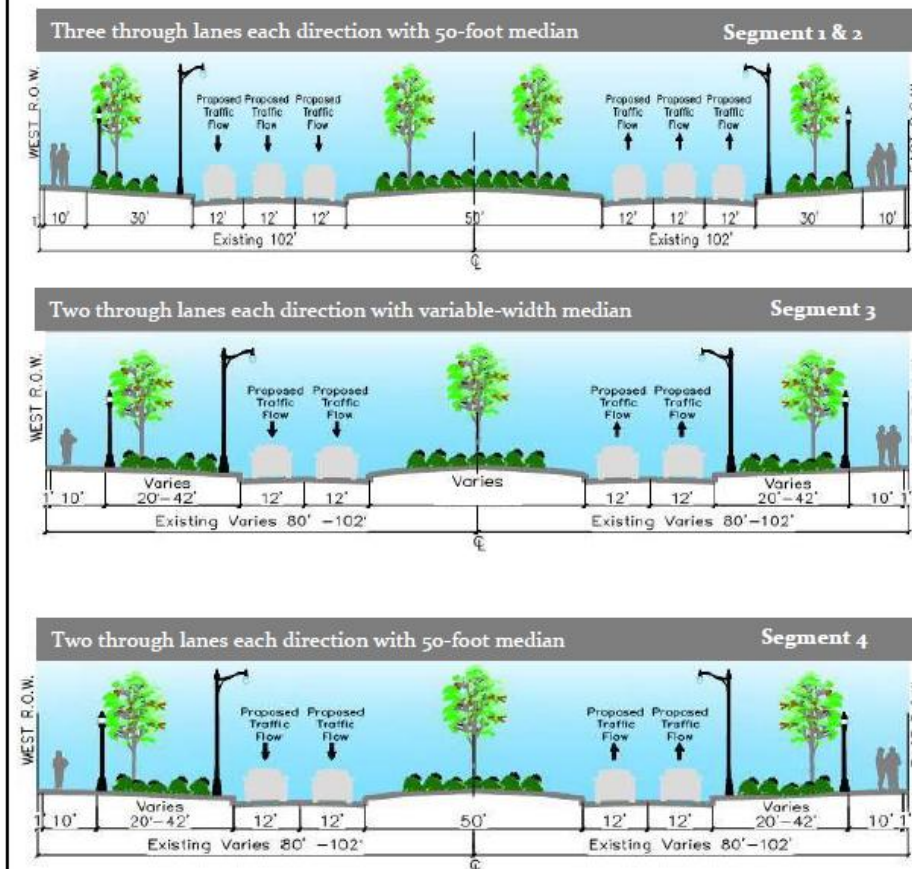 Three through lanes each direction with 50-foot median Segment 1 & 2
WEST R.O.W.
Proposed Proposed Proposed
Traffic Traffic Traffic
Flow Flow Flow
Proposed Proposed Proposed
Traffic Traffic Traffic
Flow Flow Flow
1' 10' 30' 12' 12' 12' 50' 12' 12' 12' 30' 10'
Existing 102' Existing 102'
℄
Two through lanes each direction with variable-width median Segment 3
WEST R.O.W.
Proposed Proposed
Traffic Traffic
Flow Flow
Proposed Proposed
Traffic Traffic
Flow Flow
Varies Varies Varies
1' 10' 20'-42' 12' 12' 12' 12' 20'-42' 10' 1'
Existing Varies 80' -102' Existing Varies 80'-102'
℄
Two through lanes each direction with 50-foot median Segment 4
WEST R.O.W.
Proposed Proposed
Traffic Traffic
Flow Flow
Proposed Proposed
Traffic Traffic
Flow Flow
Varies Varies
1' 10' 20'-42' 12' 12' 50' 12' 12' 20'-42' 10' 1'
Existing Varies 80' -102' Existing Varies 80'-102'
℄